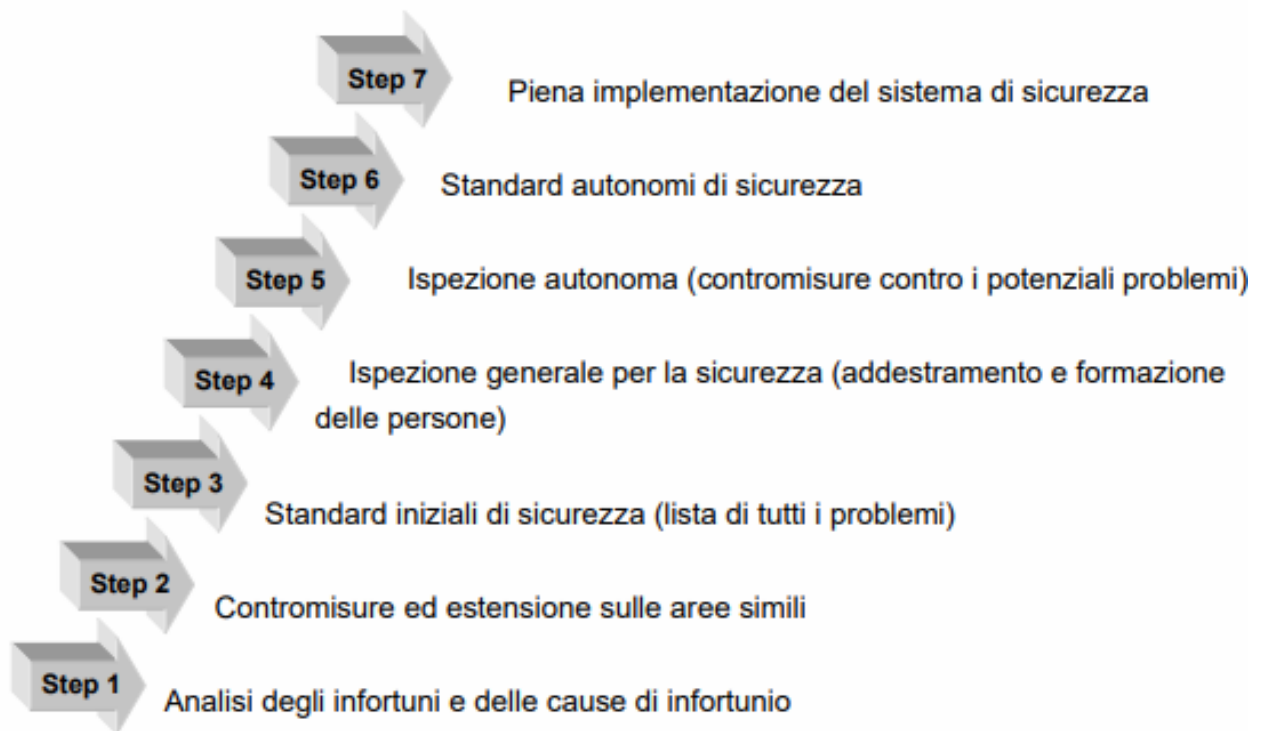 Step 7
Piena implementazione del sistema di sicurezza
Step 6
Standard autonomi di sicurezza
Step 5
Ispezione autonoma (contromisure contro i potenziali problemi)
Step 4
Ispezione generale per la sicurezza (addestramento e formazione
delle persone)
Step 3
Standard iniziali di sicurezza (lista di tutti i problemi)
Step 2
Contromisure ed estensione sulle aree simili
Step 1
Analisi degli infortuni e delle cause di infortunio